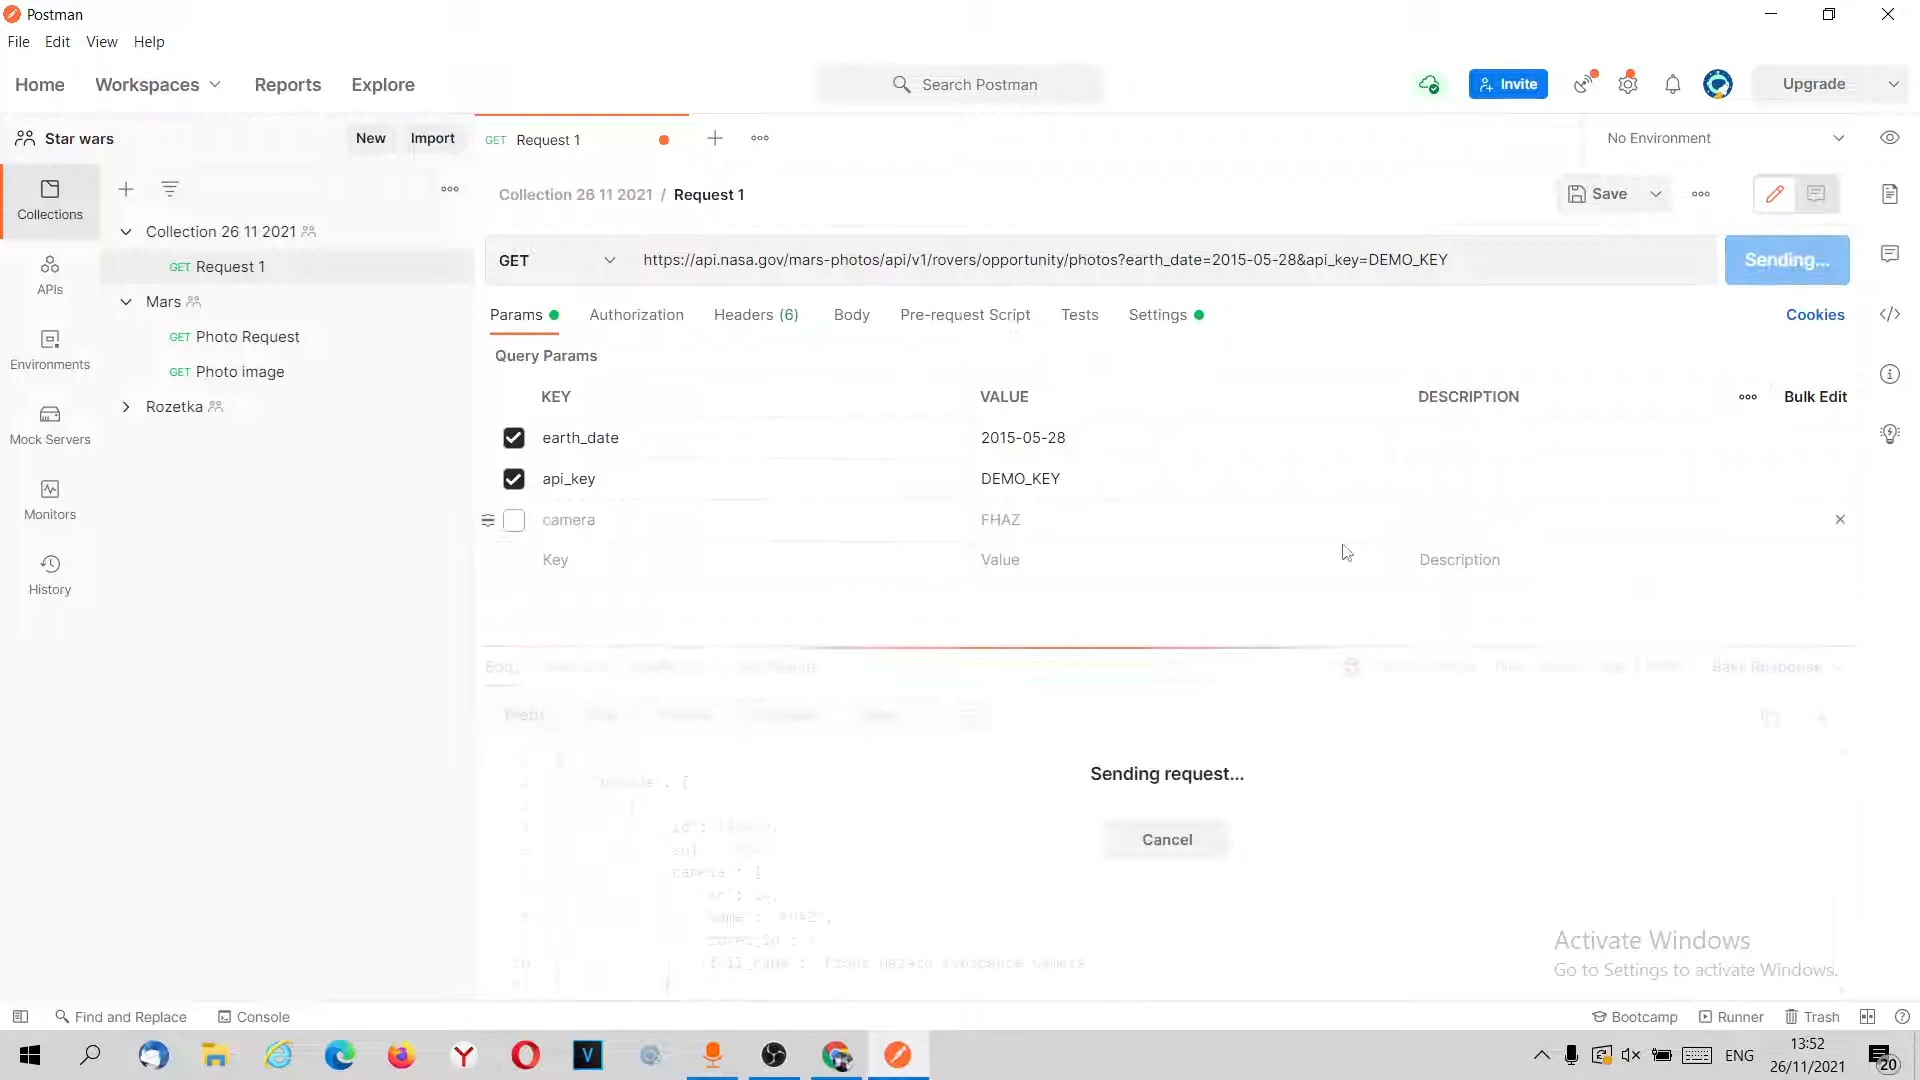 Postman
File Edit View Help
Home Workspaces Reports Explore
Search Postman
Invite
Upgrade
Star wars
New Import
GET Request 1
No Environment
Collections
Collection 26 11 2021 / Request 1
Save
Collection 26 11 2021
GET Request 1
Mars
GET Photo Request
GET Photo image
Rozetka
APIs
Environments
Mock Servers
Monitors
History
GET https://api.nasa.gov/mars-photos/api/v1/rovers/opportunity/photos?earth_date=2015-05-28&api_key=DEMO_KEY
Sending...
Params Authorization Headers (6) Body Pre-request Script Tests Settings
Cookies
Query Params
KEY VALUE DESCRIPTION
Bulk Edit
earth_date 2015-05-28
api_key DEMO_KEY
camera FHAZ
Key Value Description
Body
Save Response
Pretty
Sending request...
Cancel
Activate Windows
Go to Settings to activate Windows.
Find and Replace Console
Bootcamp Runner Trash
ENG
13:52
26/11/2021
20